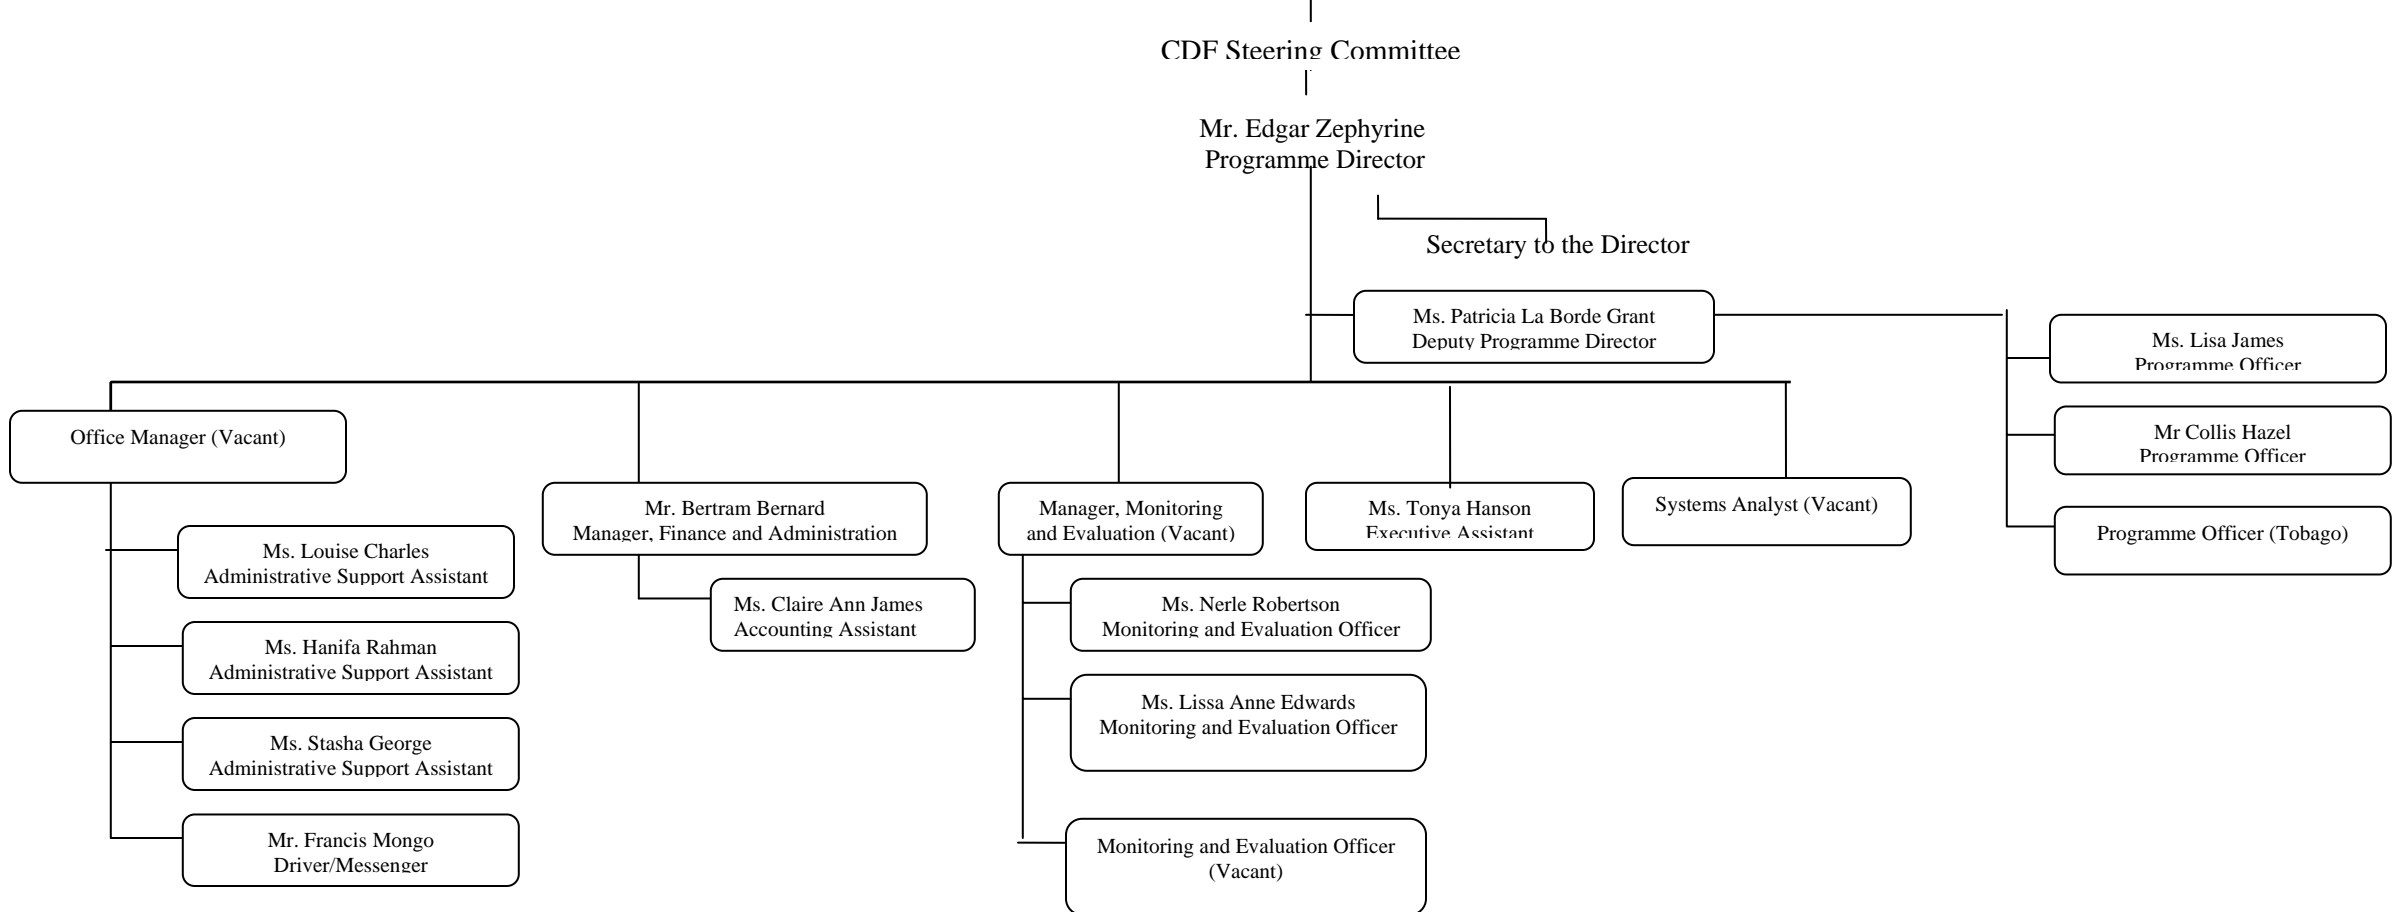 CDF Steering Committee
Mr. Edgar Zephyrine
Programme Director
Secretary to the Director
Ms. Patricia La Borde Grant
Deputy Programme Director
Ms. Lisa James
Programme Officer
Mr Collis Hazel
Programme Officer
Programme Officer (Tobago)
Office Manager (Vacant)
Ms. Louise Charles
Administrative Support Assistant
Ms. Hanifa Rahman
Administrative Support Assistant
Ms. Stasha George
Administrative Support Assistant
Mr. Francis Mongo
Driver/Messenger
Mr. Bertram Bernard
Manager, Finance and Administration
Ms. Claire Ann James
Accounting Assistant
Manager, Monitoring
and Evaluation (Vacant)
Ms. Nerle Robertson
Monitoring and Evaluation Officer
Ms. Lissa Anne Edwards
Monitoring and Evaluation Officer
Monitoring and Evaluation Officer
(Vacant)
Ms. Tonya Hanson
Executive Assistant
Systems Analyst (Vacant)